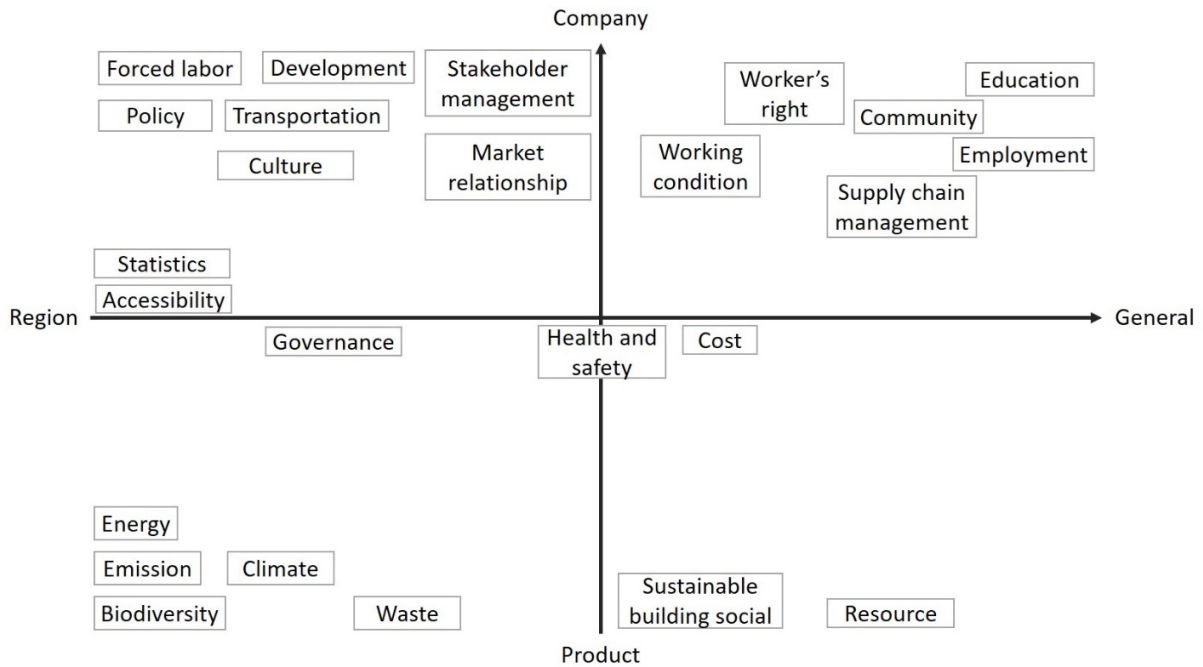 Company
Forced labor
Development
Stakeholder
management
Worker's
right
Education
Policy
Transportation
Community
Culture
Market
relationship
Working
condition
Employment
Supply chain
management
Statistics
Accessibility
Region
General
Governance
Health and
safety
Cost
Energy
Emission
Climate
Biodiversity
Waste
Sustainable
building social
Resource
Product